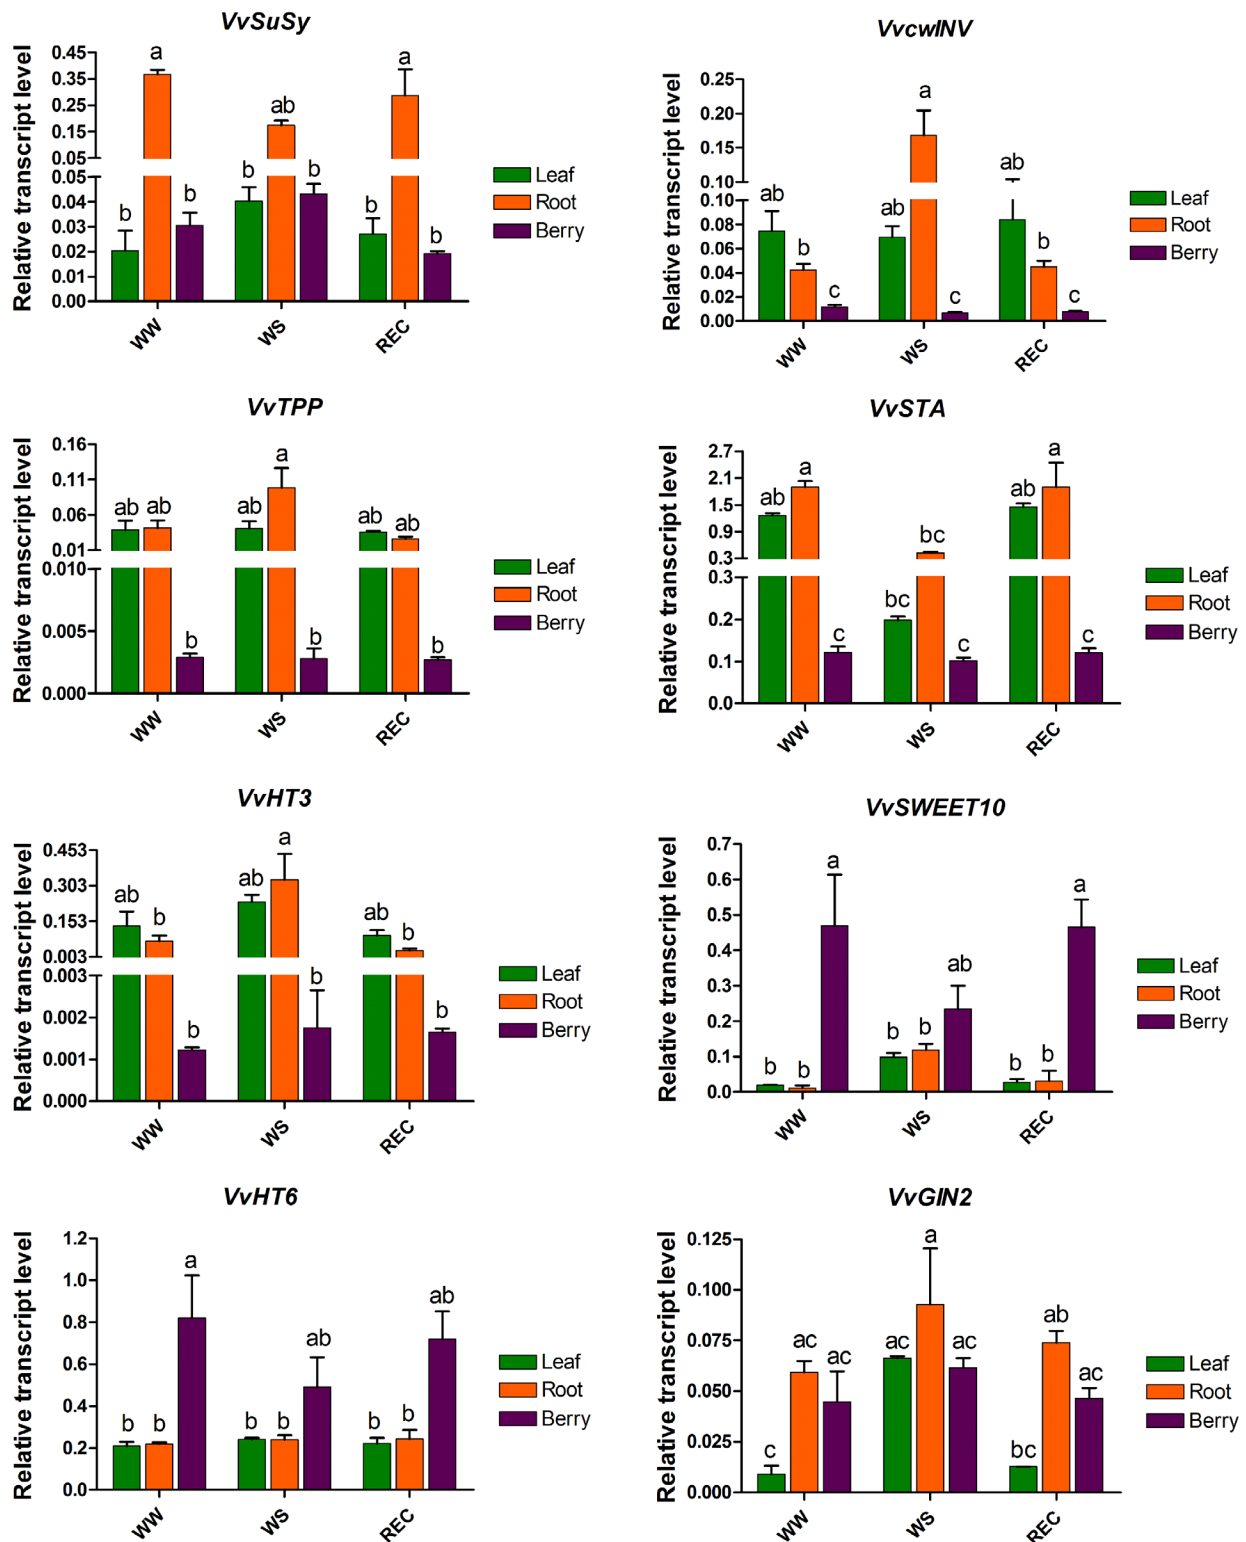 VvSuSy
Relative transcript level
0.45
0.35
0.25
0.15
0.05
0.05
0.04
0.03
0.02
0.01
0.00
a
ab
a
b
b
b
b
b
b
WW
WS
REC
Leaf
Root
Berry
VvcwINV
Relative transcript level
0.25
0.20
0.15
0.10
0.10
0.08
0.06
0.04
0.02
0.00
ab
b
c
ab
a
c
ab
b
c
WW
WS
REC
Leaf
Root
Berry
VvTPP
Relative transcript level
0.16
0.11
0.06
0.01
0.010
0.005
0.000
ab
ab
b
ab
a
b
ab
ab
b
WW
WS
REC
Leaf
Root
Berry
VvSTA
Relative transcript level
2.7
2.1
1.5
0.9
0.3
0.3
0.2
0.1
0.0
ab
a
c
bc
bc
c
ab
a
c
WW
WS
REC
Leaf
Root
Berry
VvHT3
Relative transcript level
0.453
0.303
0.153
0.003
0.003
0.002
0.001
0.000
ab
b
b
ab
a
b
ab
b
b
WW
WS
REC
Leaf
Root
Berry
VvSWEET10
Relative transcript level
0.7
0.6
0.5
0.4
0.3
0.2
0.1
0.0
b
b
a
b
b
ab
b
b
a
WW
WS
REC
Leaf
Root
Berry
VvHT6
Relative transcript level
1.2
1.0
0.8
0.6
0.4
0.2
0.0
b
b
a
b
b
ab
b
b
ab
WW
WS
REC
Leaf
Root
Berry
VvGIN2
Relative transcript level
0.125
0.100
0.075
0.050
0.025
0.000
c
ac
ac
ac
a
ac
bc
ab
ac
WW
WS
REC
Leaf
Root
Berry